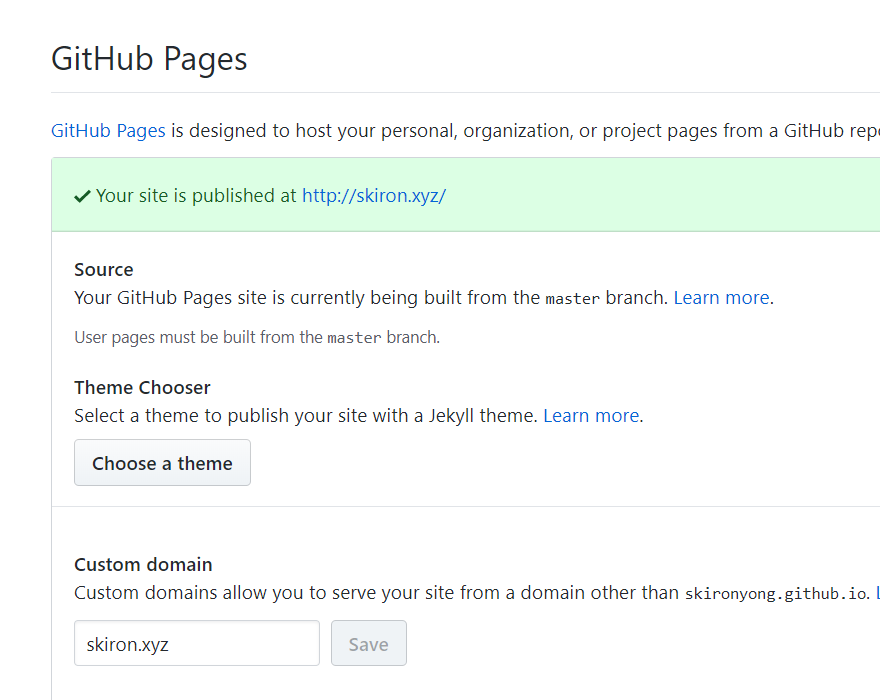 GitHub Pages
GitHub Pages is designed to host your personal, organization, or project pages from a GitHub
✔ Your site is published at http://skiron.xyz/
Source
Your GitHub Pages site is currently being built from the master branch. Learn more.
User pages must be built from the master branch.
Theme Chooser
Select a theme to publish your site with a Jekyll theme. Learn more.
Choose a theme
Custom domain
Custom domains allow you to serve your site from a domain other than skironyong.github.io.
skiron.xyz Save